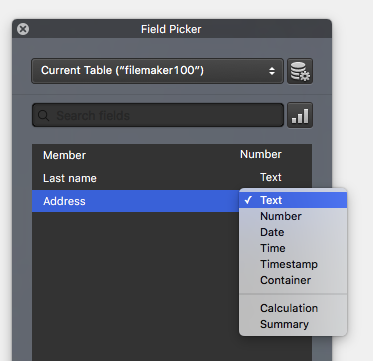 Field Picker
Current Table (“filemaker100”)
Search fields
Member Number
Last name Text
Address
✓ Text
Number
Date
Time
Timestamp
Container
Calculation
Summary